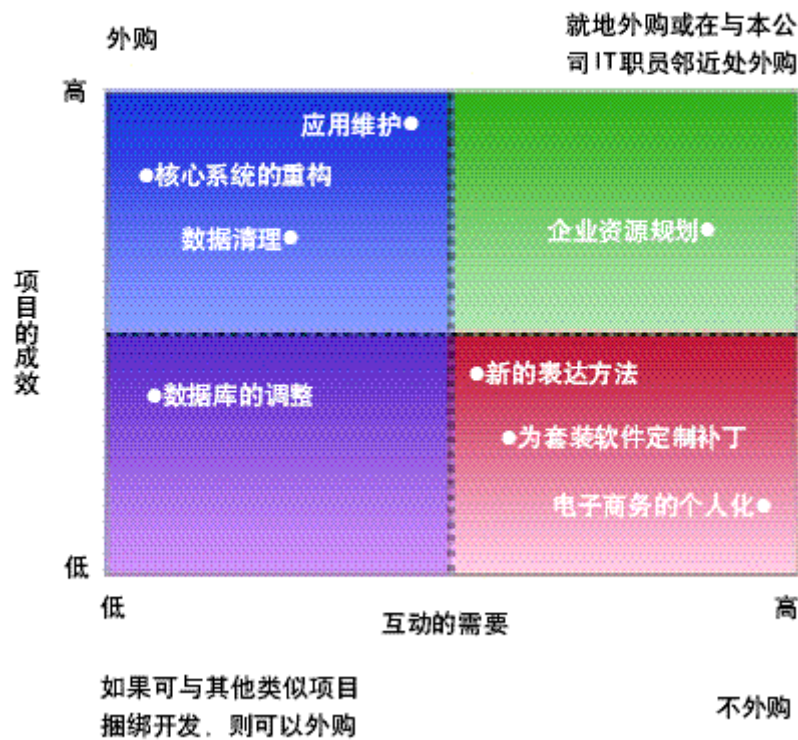 外购
就地外购或在与本公
司IT职员邻近处外购
高
应用维护
核心系统的重构
数据清理
企业资源规划
项目的成效
新的表达方法
数据库的调整
为套装软件定制补丁
电子商务的个人化
低
低
高
互动的需要
如果可与其他类似项目
捆绑开发，则可以外购
不外购